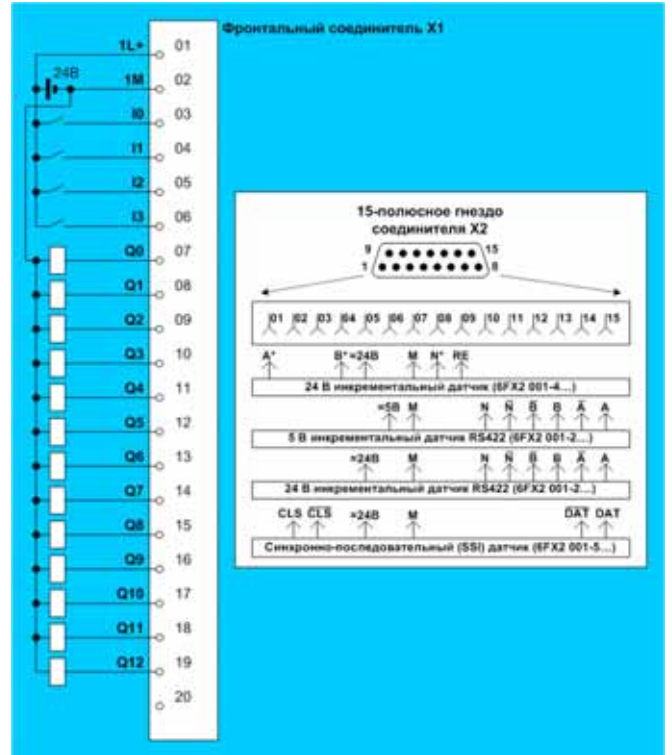 Фронтальный соединитель X1
1L+ 01
24В
1M 02
I0 03
I1 04
I2 05
I3 06
Q0 07
Q1 08
Q2 09
Q3 10
Q4 11
Q5 12
Q6 13
Q7 14
Q8 15
Q9 16
Q10 17
Q11 18
Q12 19
20
15-полюсное гнездо
соединителя X2
9 15
1 8
01 02 03 04 05 06 07 08 09 10 11 12 13 14 15
A* B* =24В M N* RE
24 В инкрементальный датчик (6FX2 001-4...)
=5В M N N̅ B̅ B A̅ A
5 В инкрементальный датчик RS422 (6FX2 001-2...)
=24В M N N̅ B̅ B A̅ A
24 В инкрементальный датчик RS422 (6FX2 001-2...)
CLS C̅L̅S̅ =24В M D̅A̅T̅ DAT
Синхронно-последовательный (SSI) датчик (6FX2 001-5...)